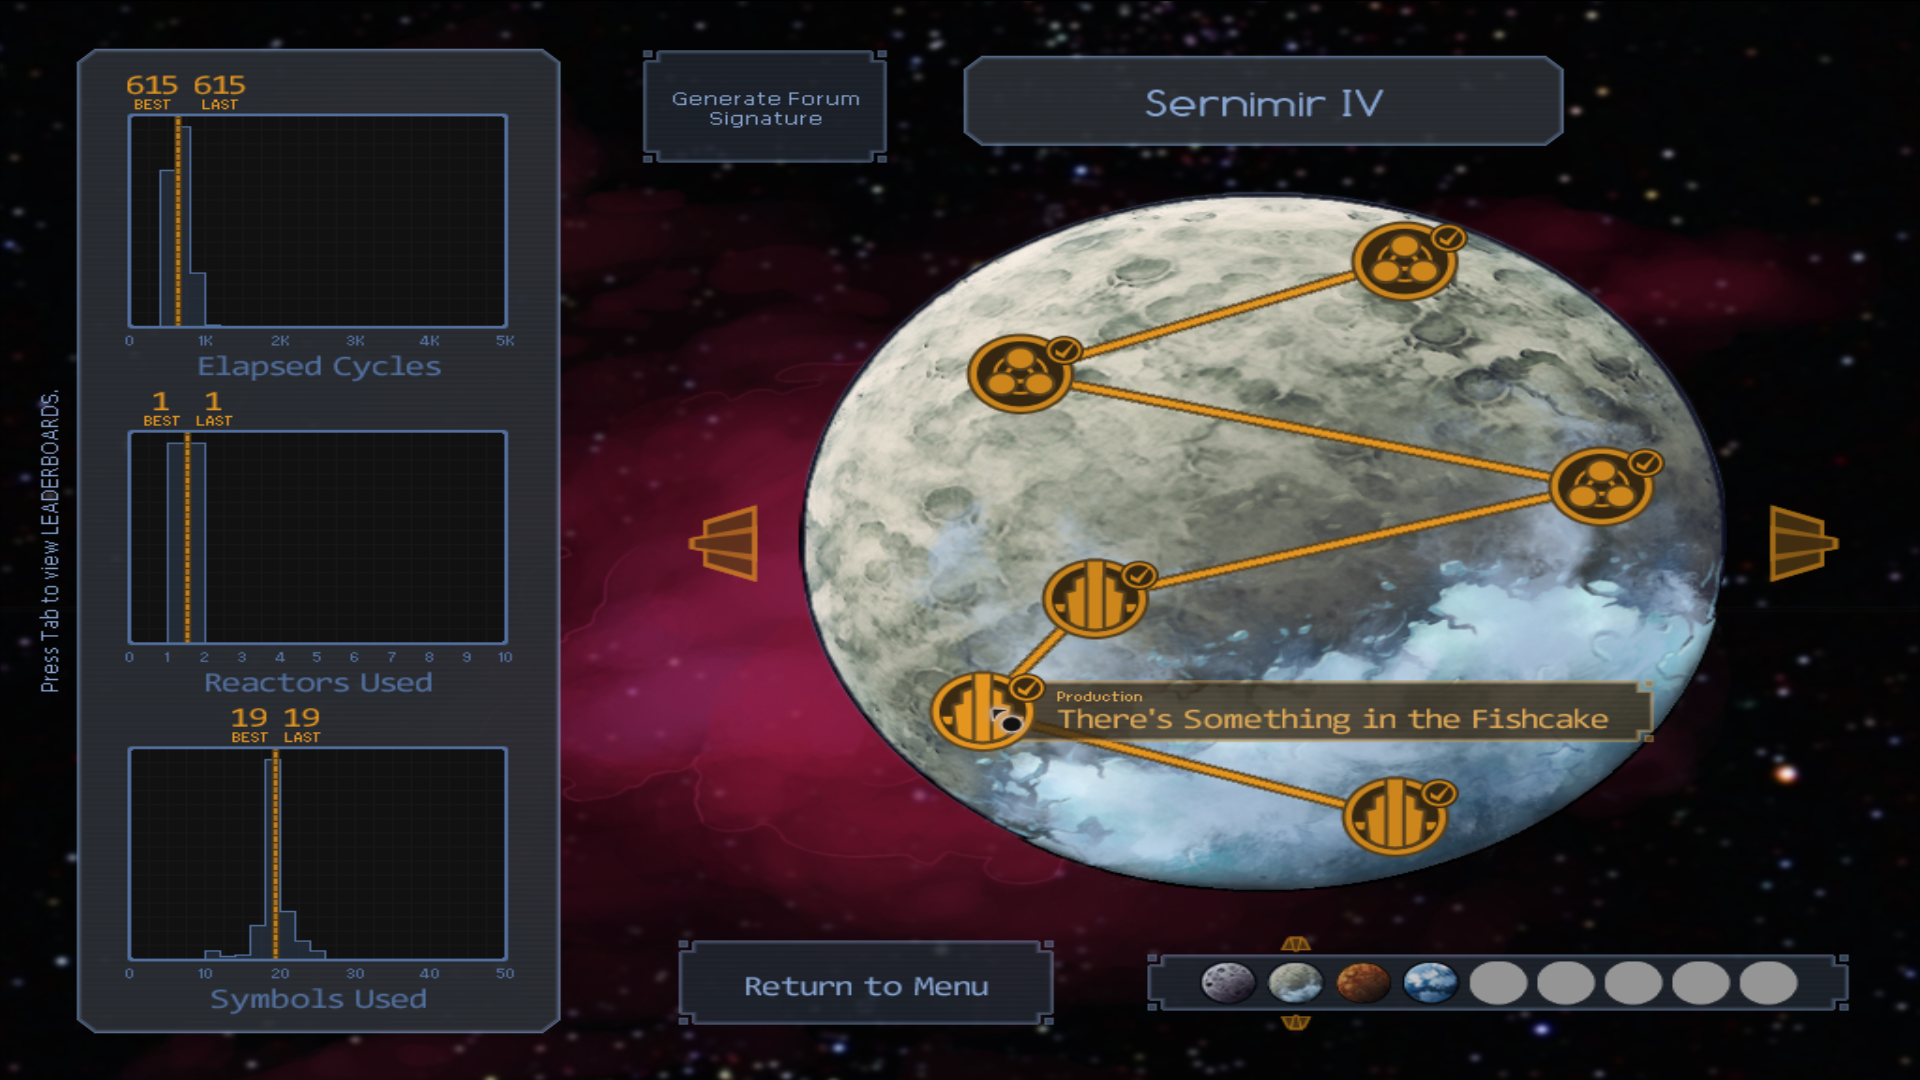 Press Tab to view LEADERBOARDS.
615 615
BEST LAST
0 1K 2K 3K 4K 5K
Elapsed Cycles
1 1
BEST LAST
0 1 2 3 4 5 6 7 8 9 10
Reactors Used
19 19
BEST LAST
0 10 20 30 40 50
Symbols Used
Generate Forum
Signature
Sernimir IV
Production
There's Something in the Fishcake
Return to Menu